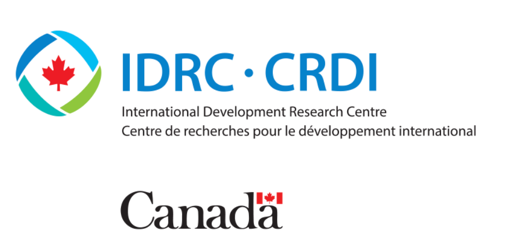 IDRC · CRDI
International Development Research Centre
Centre de recherches pour le développement international
Canada